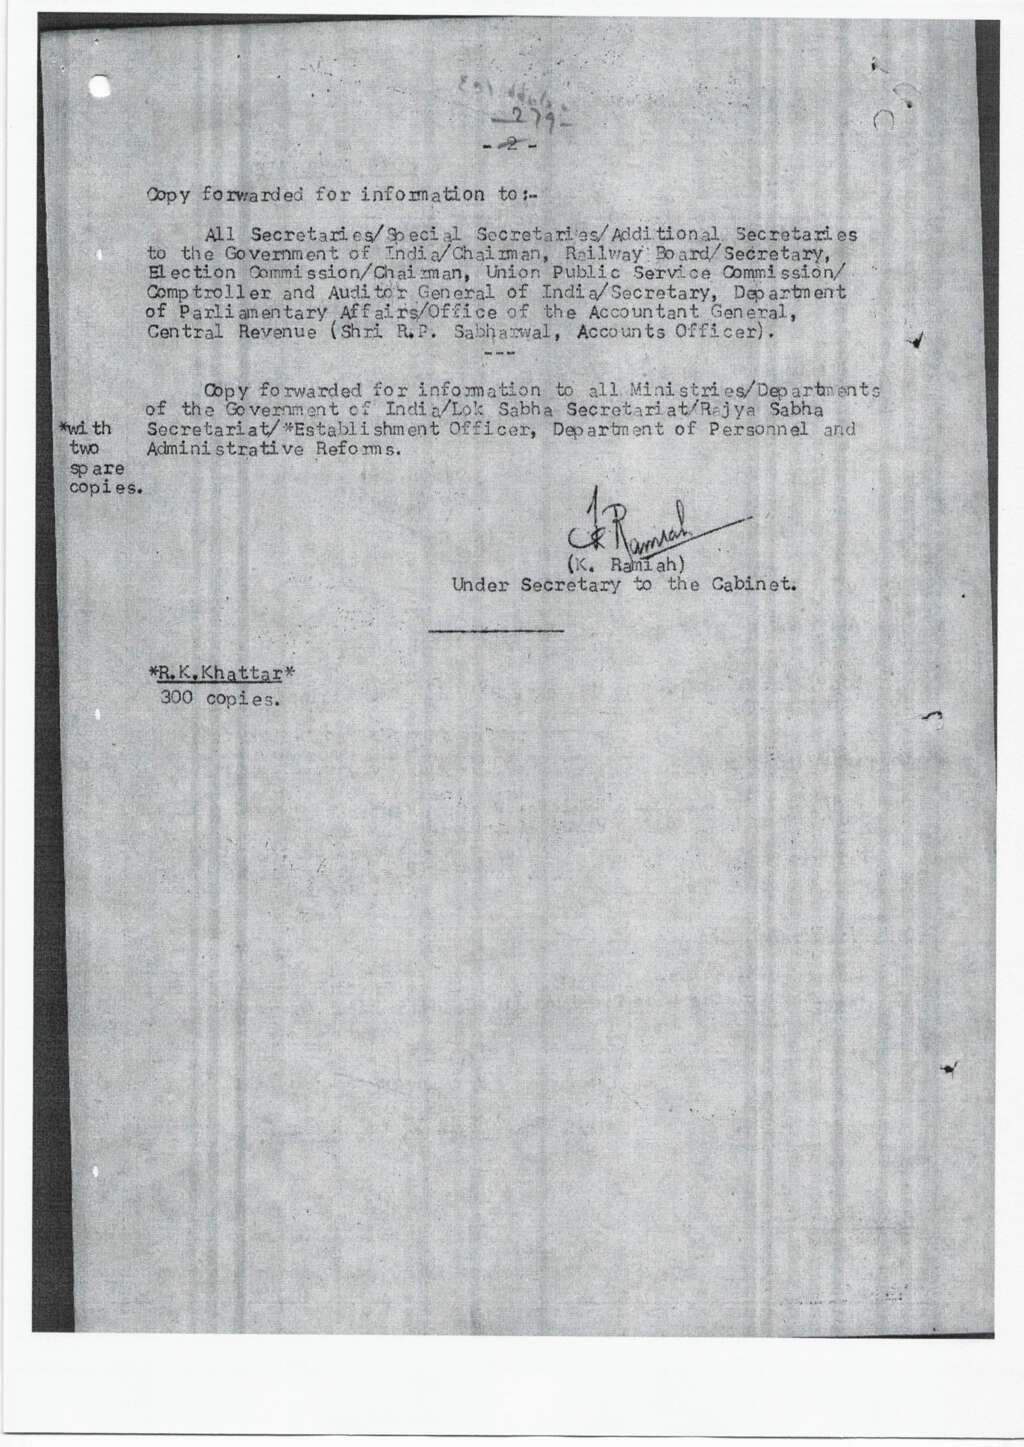 -279-
- 2 -
Copy forwarded for information to:-
All Secretaries/Special Secretaries/Additional Secretaries
to the Government of India/Chairman, Railway Board/Secretary,
Election Commission/Chairman, Union Public Service Commission/
Comptroller and Auditor General of India/Secretary, Department
of Parliamentary Affairs/Office of the Accountant General,
Central Revenue (Shri R.P. Sabharwal, Accounts Officer).
---
Copy forwarded for information to all Ministries/Departments
of the Government of India/Lok Sabha Secretariat/Rajya Sabha
Secretariat/*Establishment Officer, Department of Personnel and
Administrative Reforms.
*with
two
spare
copies.
K Ramiah
(K. Ramiah)
Under Secretary to the Cabinet.
*R.K.Khattar*
300 copies.